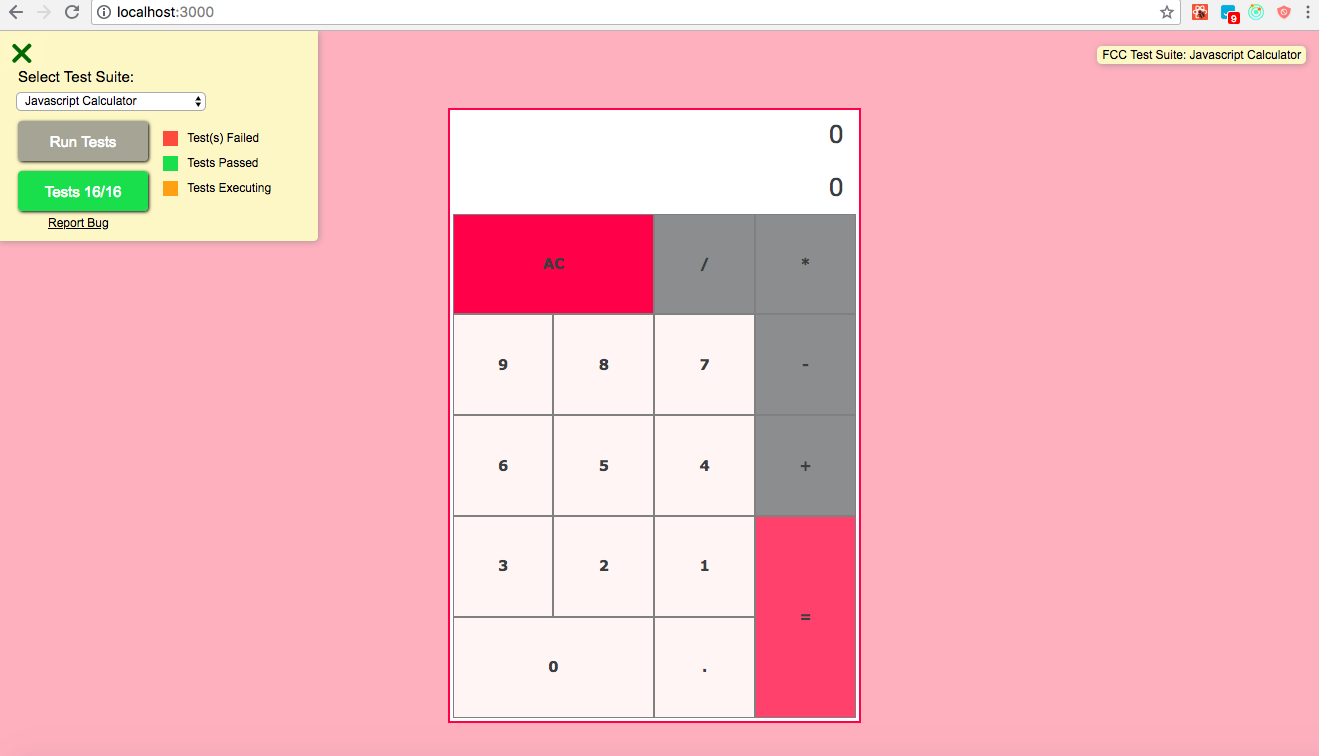 localhost:3000
9
Select Test Suite:
Javascript Calculator
Run Tests
Tests 16/16
Report Bug
Test(s) Failed
Tests Passed
Tests Executing
FCC Test Suite: Javascript Calculator
0
0
AC / *
9 8 7 -
6 5 4 +
3 2 1
=
0 .